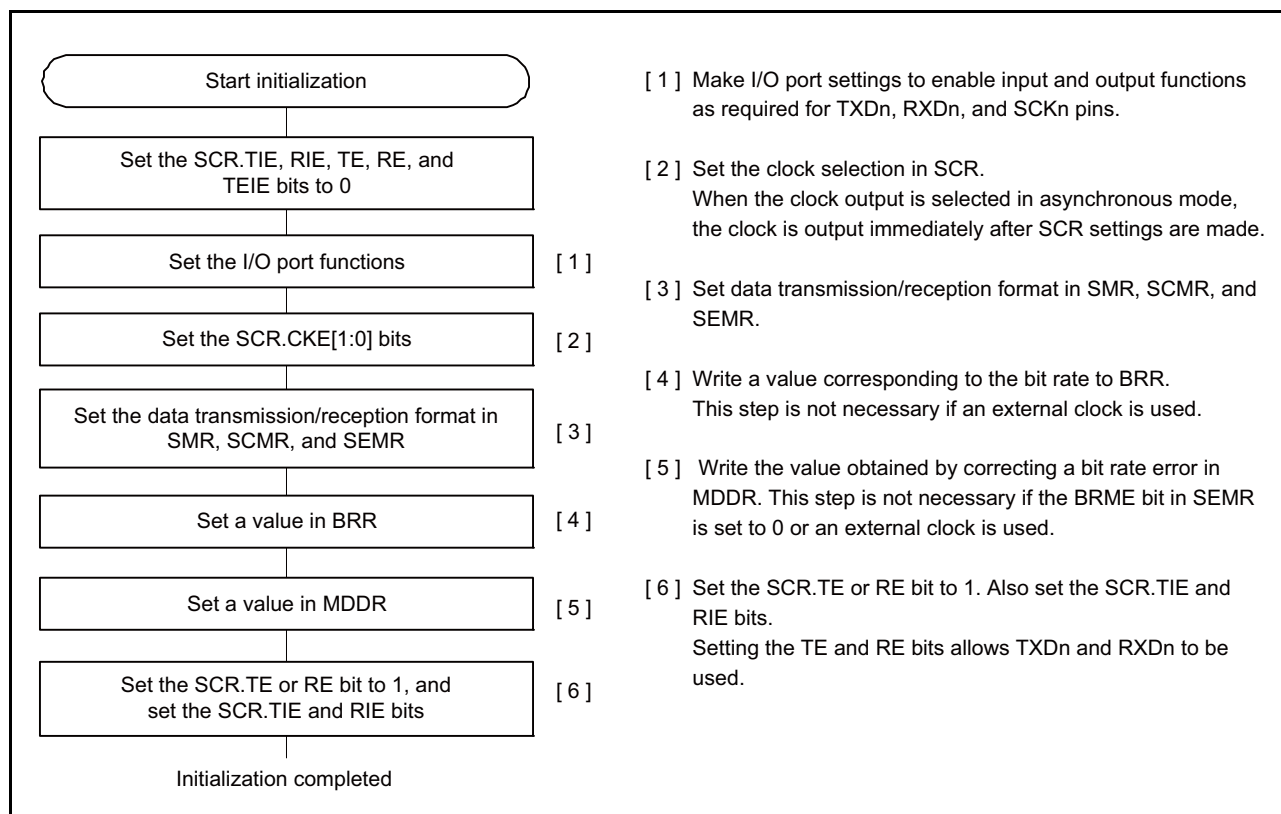 Start initialization
Set the SCR.TIE, RIE, TE, RE, and
TEIE bits to 0
Set the I/O port functions
[ 1 ]
Set the SCR.CKE[1:0] bits
[ 2 ]
Set the data transmission/reception format in
SMR, SCMR, and SEMR
[ 3 ]
Set a value in BRR
[ 4 ]
Set a value in MDDR
[ 5 ]
Set the SCR.TE or RE bit to 1, and
set the SCR.TIE and RIE bits
[ 6 ]
Initialization completed
[ 1 ] Make I/O port settings to enable input and output functions
as required for TXDn, RXDn, and SCKn pins.
[ 2 ] Set the clock selection in SCR.
When the clock output is selected in asynchronous mode,
the clock is output immediately after SCR settings are made.
[ 3 ] Set data transmission/reception format in SMR, SCMR, and
SEMR.
[ 4 ] Write a value corresponding to the bit rate to BRR.
This step is not necessary if an external clock is used.
[ 5 ] Write the value obtained by correcting a bit rate error in
MDDR. This step is not necessary if the BRME bit in SEMR
is set to 0 or an external clock is used.
[ 6 ] Set the SCR.TE or RE bit to 1. Also set the SCR.TIE and
RIE bits.
Setting the TE and RE bits allows TXDn and RXDn to be
used.